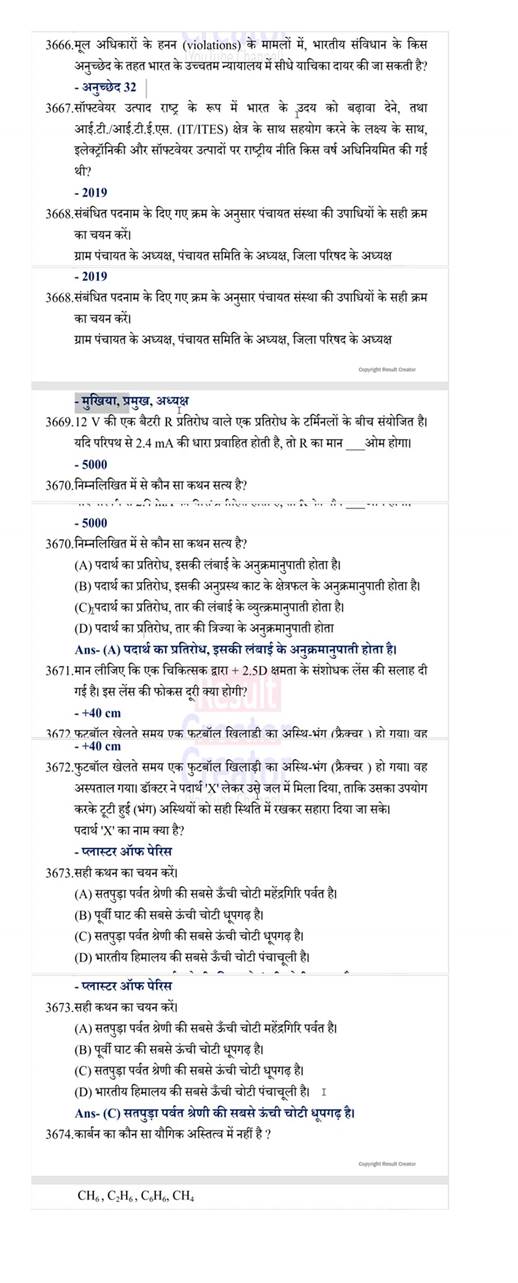 3666.मूल अधिकारों के हनन (violations) के मामलों में, भारतीय संविधान के किस
अनुच्छेद के तहत भारत के उच्चतम न्यायालय में सीधे याचिका दायर की जा सकती है?
- अनुच्छेद 32
3667.सॉफ्टवेयर उत्पाद राष्ट्र के रूप में भारत के उदय को बढ़ावा देने, तथा
आई.टी./आई.टी.ई.एस. (IT/ITES) क्षेत्र के साथ सहयोग करने के लक्ष्य के साथ,
इलेक्ट्रॉनिकी और सॉफ्टवेयर उत्पादों पर राष्ट्रीय नीति किस वर्ष अधिनियमित की गई
थी?
- 2019
3668.संबंधित पदनाम के दिए गए क्रम के अनुसार पंचायत संस्था की उपाधियों के सही क्रम
का चयन करें।
ग्राम पंचायत के अध्यक्ष, पंचायत समिति के अध्यक्ष, जिला परिषद के अध्यक्ष
- 2019
3668.संबंधित पदनाम के दिए गए क्रम के अनुसार पंचायत संस्था की उपाधियों के सही क्रम
का चयन करें।
ग्राम पंचायत के अध्यक्ष, पंचायत समिति के अध्यक्ष, जिला परिषद के अध्यक्ष
Copyright Result Creator
- मुखिया, प्रमुख, अध्यक्ष
3669.12 V की एक बैटरी R प्रतिरोध वाले एक प्रतिरोध के टर्मिनलों के बीच संयोजित है।
यदि परिपथ से 2.4 mA की धारा प्रवाहित होती है, तो R का मान ___ओम होगा।
- 5000
3670.निम्नलिखित में से कौन सा कथन सत्य है?
- 5000
3670.निम्नलिखित में से कौन सा कथन सत्य है?
(A) पदार्थ का प्रतिरोध, इसकी लंबाई के अनुक्रमानुपाती होता है।
(B) पदार्थ का प्रतिरोध, इसकी अनुप्रस्थ काट के क्षेत्रफल के अनुक्रमानुपाती होता है।
(C) पदार्थ का प्रतिरोध, तार की लंबाई के व्युत्क्रमानुपाती होता है।
(D) पदार्थ का प्रतिरोध, तार की त्रिज्या के अनुक्रमानुपाती होता
Ans- (A) पदार्थ का प्रतिरोध, इसकी लंबाई के अनुक्रमानुपाती होता है।
3671.मान लीजिए कि एक चिकित्सक द्वारा + 2.5D क्षमता के संशोधक लेंस की सलाह दी
गई है। इस लेंस की फोकस दूरी क्या होगी?
- +40 cm
3672.फुटबॉल खेलते समय एक फुटबॉल खिलाड़ी का अस्थि-भंग (फ्रैक्चर ) हो गया। वह
- +40 cm
3672.फुटबॉल खेलते समय एक फुटबॉल खिलाड़ी का अस्थि-भंग (फ्रैक्चर ) हो गया। वह
अस्पताल गया। डॉक्टर ने पदार्थ 'X' लेकर उसे जल में मिला दिया, ताकि उसका उपयोग
करके टूटी हुई (भंग) अस्थियों को सही स्थिति में रखकर सहारा दिया जा सके।
पदार्थ 'X' का नाम क्या है?
- प्लास्टर ऑफ पेरिस
3673.सही कथन का चयन करें।
(A) सतपुड़ा पर्वत श्रेणी की सबसे ऊँची चोटी महेंद्रगिरि पर्वत है।
(B) पूर्वी घाट की सबसे ऊंची चोटी धूपगढ़ है।
(C) सतपुड़ा पर्वत श्रेणी की सबसे ऊंची चोटी धूपगढ़ है।
(D) भारतीय हिमालय की सबसे ऊँची चोटी पंचाचूली है।
- प्लास्टर ऑफ पेरिस
3673.सही कथन का चयन करें।
(A) सतपुड़ा पर्वत श्रेणी की सबसे ऊँची चोटी महेंद्रगिरि पर्वत है।
(B) पूर्वी घाट की सबसे ऊंची चोटी धूपगढ़ है।
(C) सतपुड़ा पर्वत श्रेणी की सबसे ऊंची चोटी धूपगढ़ है।
(D) भारतीय हिमालय की सबसे ऊँची चोटी पंचाचूली है।
Ans- (C) सतपुड़ा पर्वत श्रेणी की सबसे ऊंची चोटी धूपगढ़ है।
3674.कार्बन का कौन सा यौगिक अस्तित्व में नहीं है ?
Copyright Result Creator
CH₆, C₂H₆, C₆H₆, CH₄